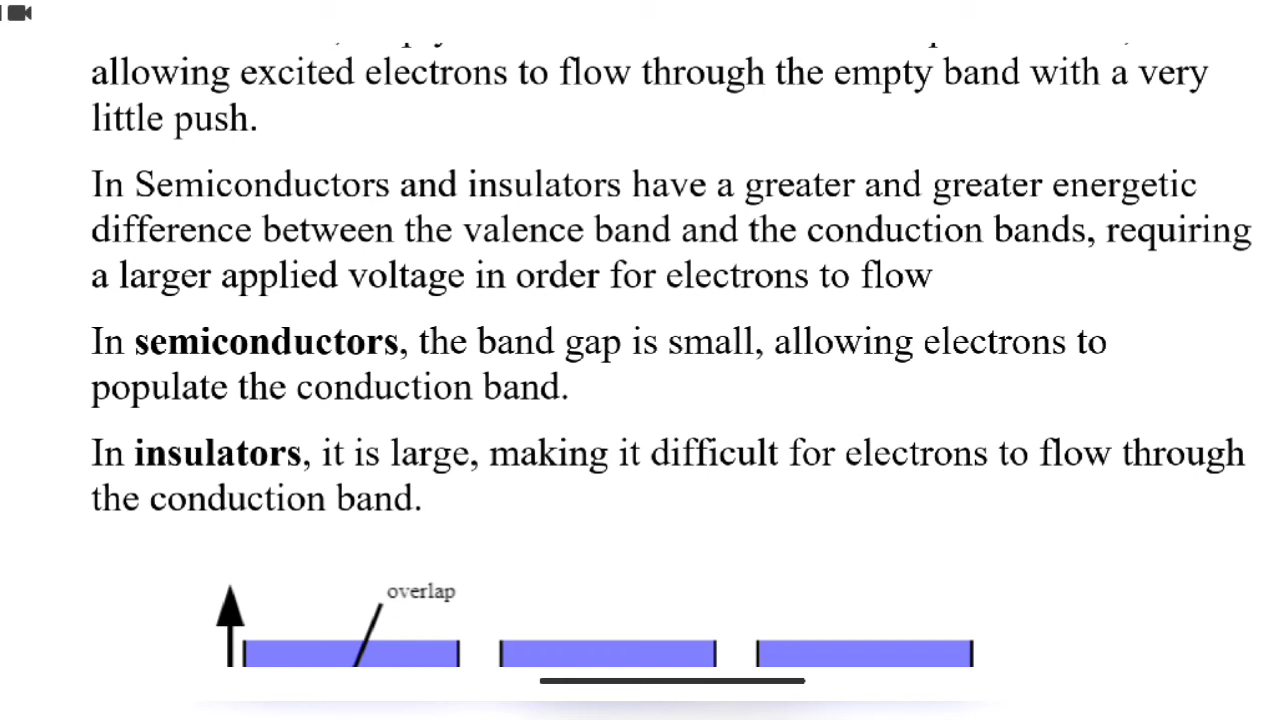 allowing excited electrons to flow through the empty band with a very
little push.
In Semiconductors and insulators have a greater and greater energetic
difference between the valence band and the conduction bands, requiring
a larger applied voltage in order for electrons to flow
In semiconductors, the band gap is small, allowing electrons to
populate the conduction band.
In insulators, it is large, making it difficult for electrons to flow through
the conduction band.
overlap